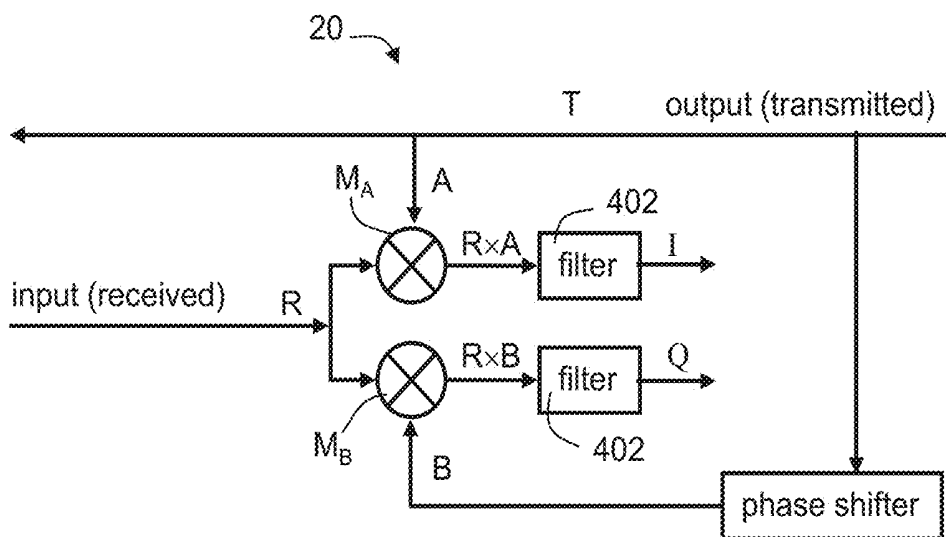 20
T output (transmitted)
M_A
A
402
R×A
filter
I
input (received)
R
R×B
filter
Q
M_B
B
402
phase shifter